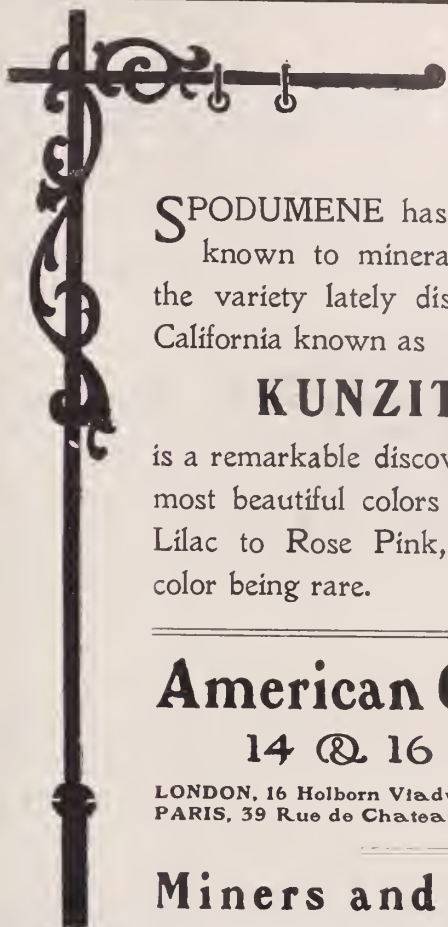 SPODUMENE has
known to minera
the variety lately dis
California known as
KUNZIT
is a remarkable discov
most beautiful colors
Lilac to Rose Pink,
color being rare.
American
14 & 16
LONDON, 16 Holborn Viad
PARIS, 39 Rue de Chatea
Miners and